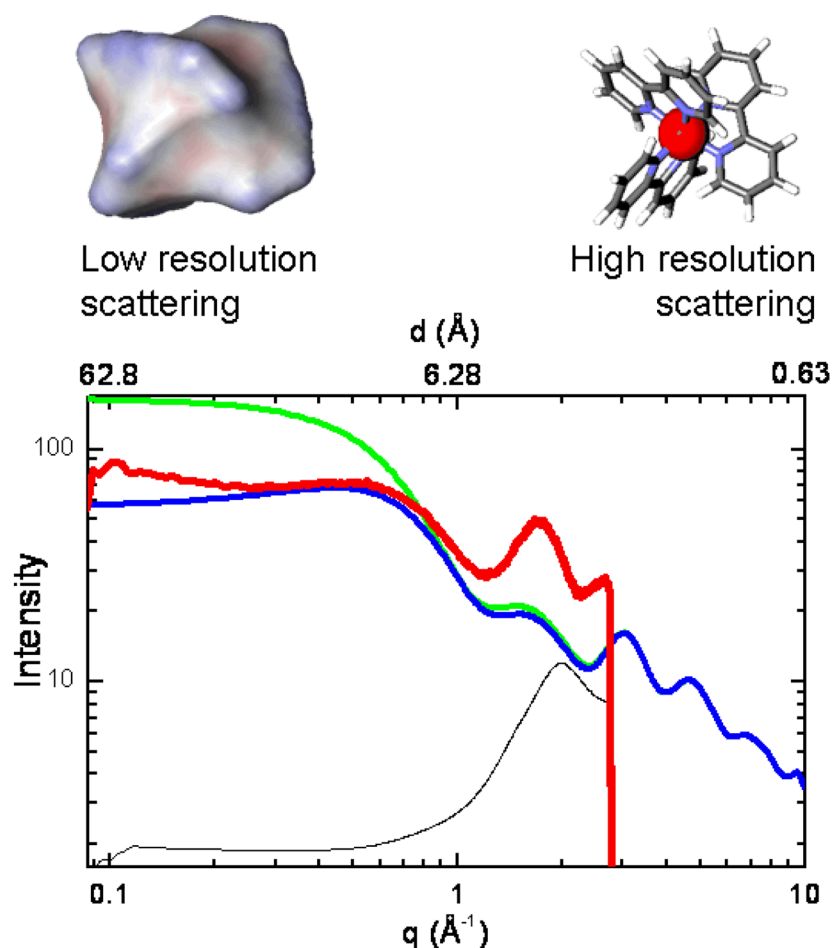 Low resolution
scattering
High resolution
scattering
d (Å)
62.8 6.28 0.63
100
10
Intensity
0.1 1 10
q (Å⁻¹)